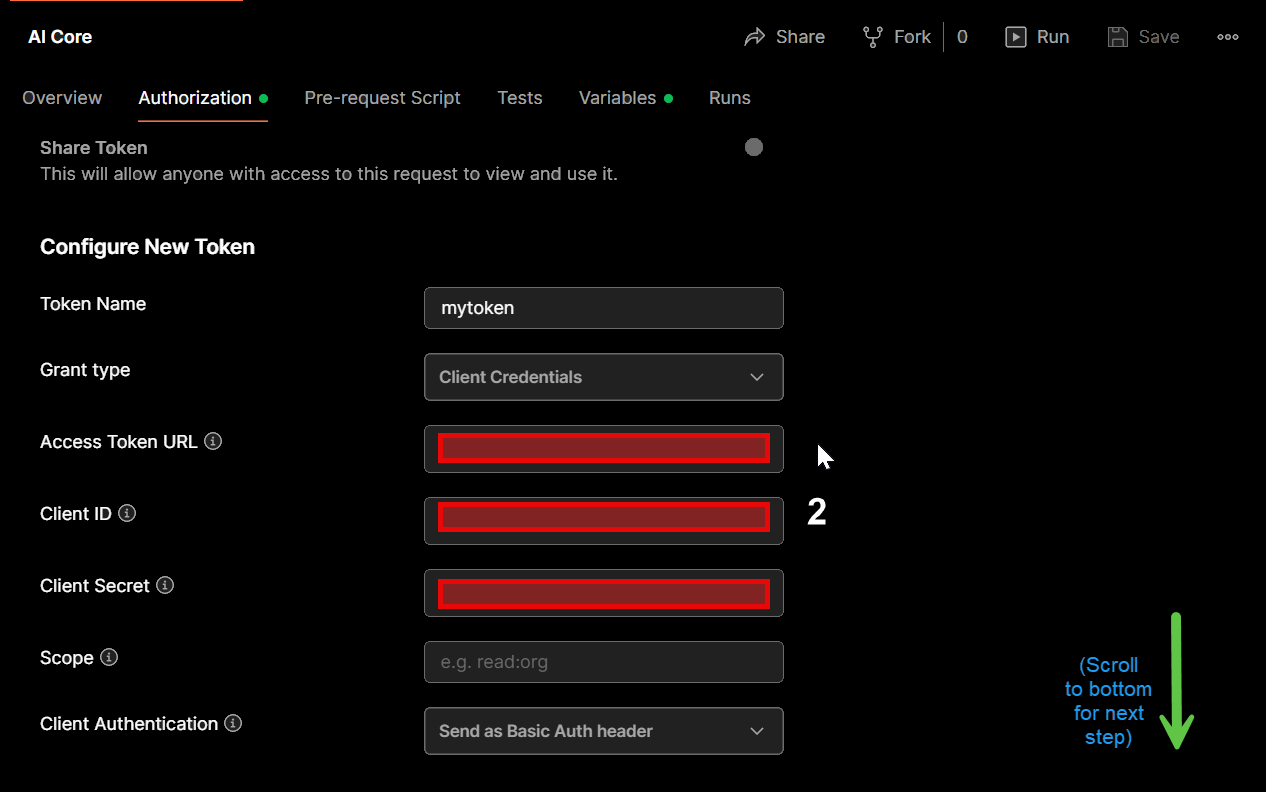 AI Core
Share
Fork
0
Run
Save
Overview
Authorization
Pre-request Script
Tests
Variables
Runs
Share Token
This will allow anyone with access to this request to view and use it.
Configure New Token
Token Name
mytoken
Grant type
Client Credentials
Access Token URL
Client ID
2
Client Secret
Scope
e.g. read:org
Client Authentication
Send as Basic Auth header
(Scroll
to bottom
for next
step)